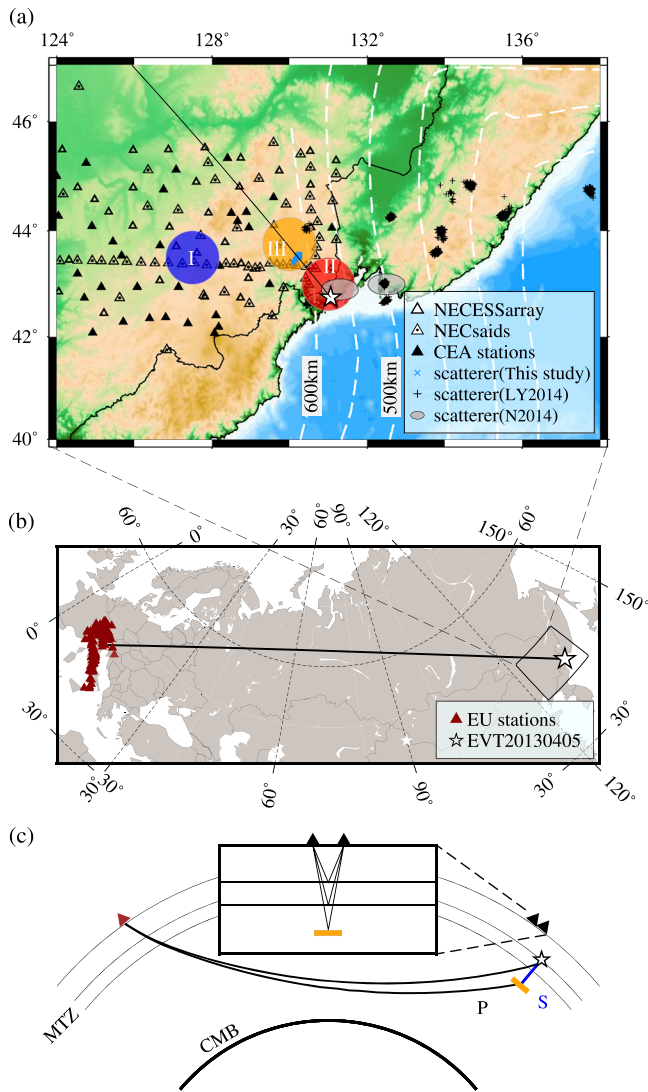 (a)
124° 128° 132° 136°
46°
44°
42°
40°
I
III
II
600km
500km
NECESSarray
NECsaids
CEA stations
scatterer(This study)
scatterer(LY2014)
scatterer(N2014)
(b)
60° 0° 30° 60° 90° 120° 150° 60°
0°
150°
30°
30°
30°
30°
60°
90°
30°
120°
EU stations
EVT20130405
(c)
MTZ
CMB
P
S